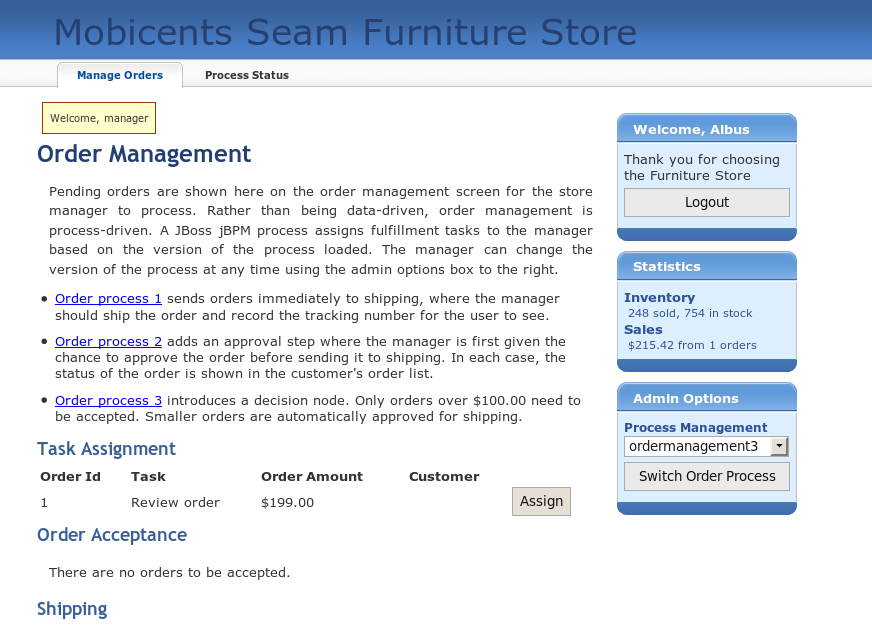 Mobicents Seam Furniture Store
Manage Orders
Process Status
Welcome, manager
Order Management
Pending orders are shown here on the order management screen for the store
manager to process. Rather than being data-driven, order management is
process-driven. A JBoss jBPM process assigns fulfillment tasks to the manager
based on the version of the process loaded. The manager can change the
version of the process at any time using the admin options box to the right.
• Order process 1 sends orders immediately to shipping, where the manager
should ship the order and record the tracking number for the user to see.
• Order process 2 adds an approval step where the manager is first given the
chance to approve the order before sending it to shipping. In each case, the
status of the order is shown in the customer's order list.
• Order process 3 introduces a decision node. Only orders over $100.00 need to
be accepted. Smaller orders are automatically approved for shipping.
Task Assignment
Order Id Task Order Amount Customer
1 Review order $199.00 Assign
Order Acceptance
There are no orders to be accepted.
Shipping
Welcome, Albus
Thank you for choosing
the Furniture Store
Logout
Statistics
Inventory
248 sold, 754 in stock
Sales
$215.42 from 1 orders
Admin Options
Process Management
ordermanagement3
Switch Order Process